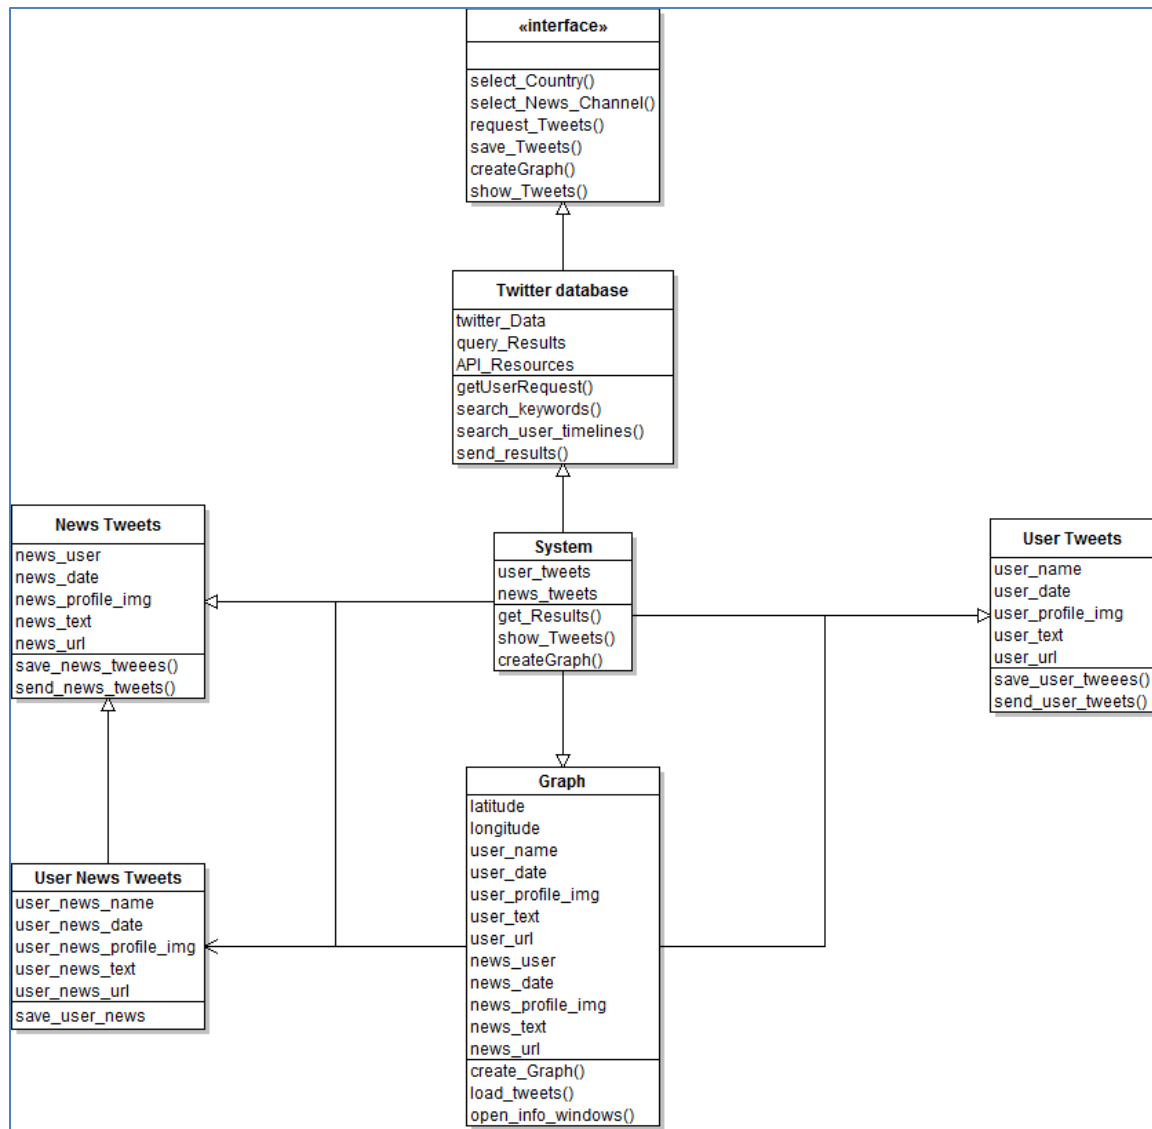 «interface»
select_Country()
select_News_Channel()
request_Tweets()
save_Tweets()
createGraph()
show_Tweets()
Twitter database
twitter_Data
query_Results
API_Resources
getUserRequest()
search_keywords()
search_user_timelines()
send_results()
News Tweets
news_user
news_date
news_profile_img
news_text
news_url
save_news_tweees()
send_news_tweets()
System
user_tweets
news_tweets
get_Results()
show_Tweets()
createGraph()
User Tweets
user_name
user_date
user_profile_img
user_text
user_url
save_user_tweees()
send_user_tweets()
User News Tweets
user_news_name
user_news_date
user_news_profile_img
user_news_text
user_news_url
save_user_news
Graph
latitude
longitude
user_name
user_date
user_profile_img
user_text
user_url
news_user
news_date
news_profile_img
news_text
news_url
create_Graph()
load_tweets()
open_info_windows()